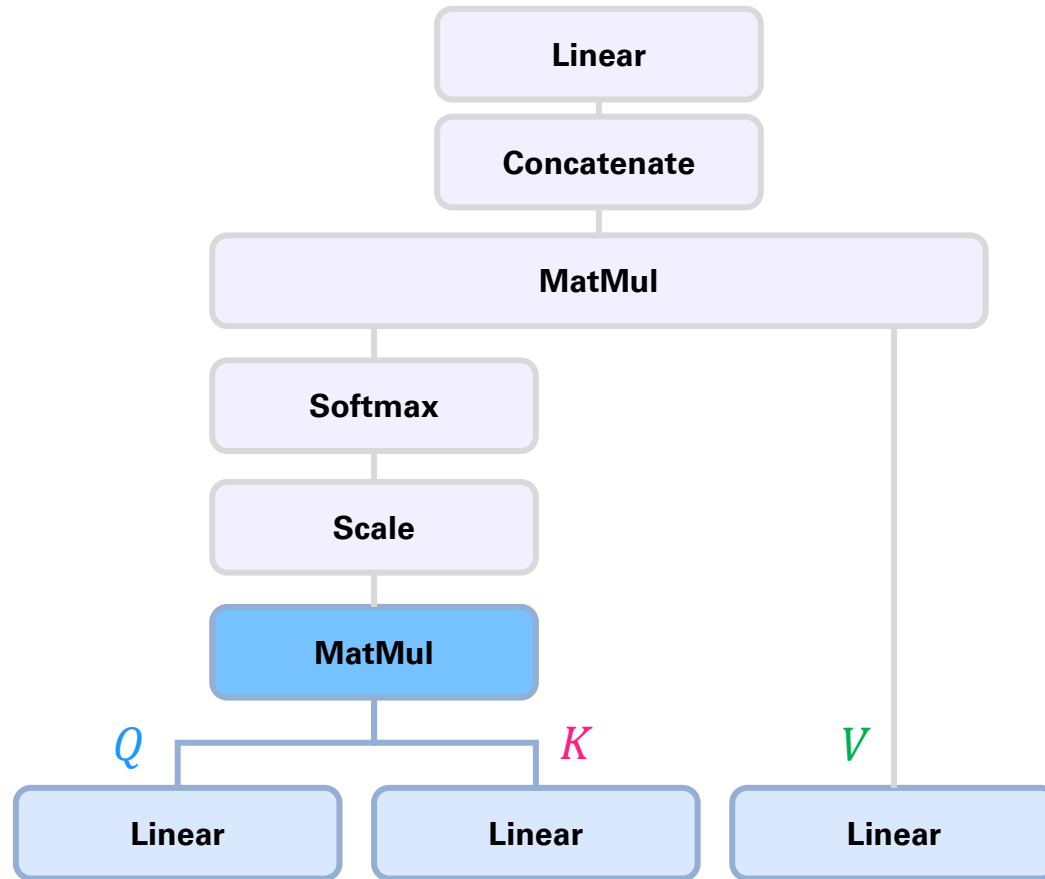 Linear
Concatenate
MatMul
Softmax
Scale
MatMul
Q K V
Linear Linear Linear